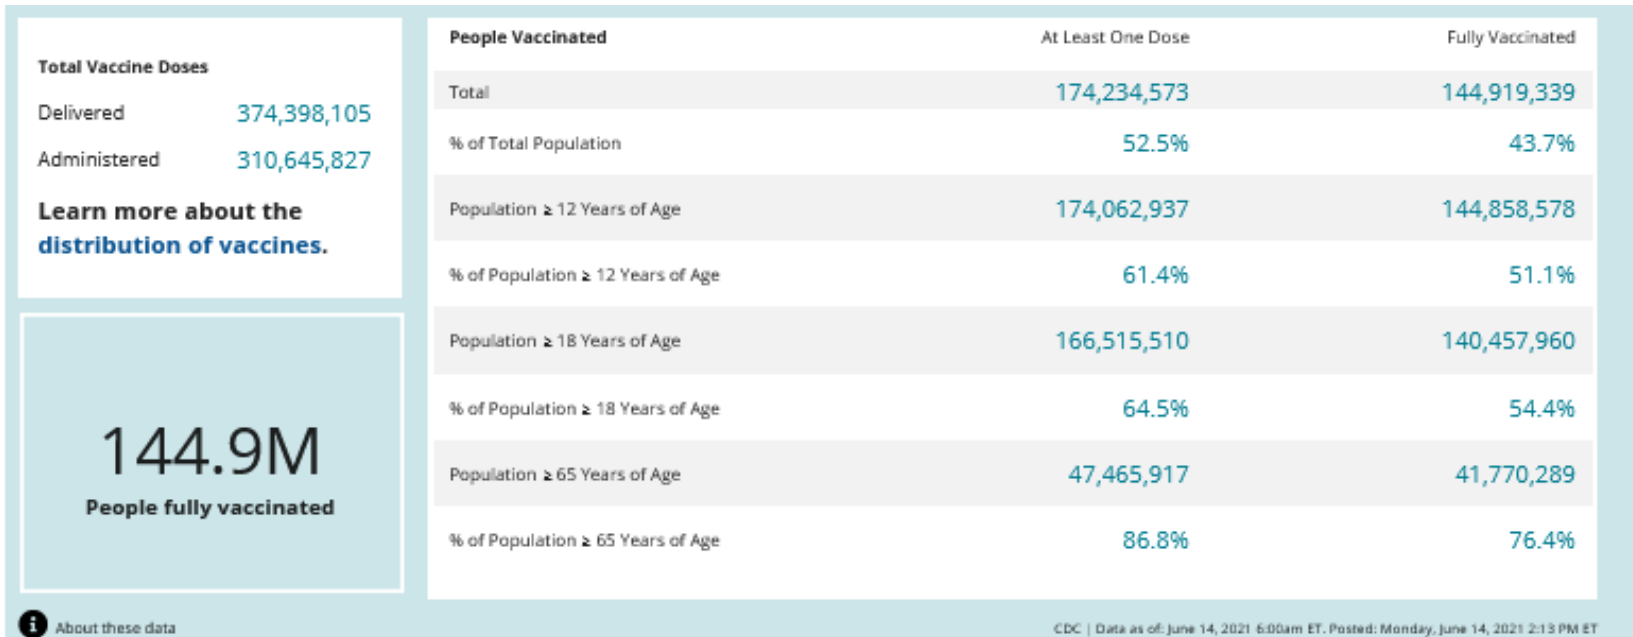 Total Vaccine Doses
Delivered 374,398,105
Administered 310,645,827
Learn more about the
distribution of vaccines.
144.9M
People fully vaccinated
People Vaccinated At Least One Dose Fully Vaccinated
Total 174,234,573 144,919,339
% of Total Population 52.5% 43.7%
Population ≥ 12 Years of Age 174,062,937 144,858,578
% of Population ≥ 12 Years of Age 61.4% 51.1%
Population ≥ 18 Years of Age 166,515,510 140,457,960
% of Population ≥ 18 Years of Age 64.5% 54.4%
Population ≥ 65 Years of Age 47,465,917 41,770,289
% of Population ≥ 65 Years of Age 86.8% 76.4%
i About these data
CDC | Data as of: June 14, 2021 6:00am ET. Posted: Monday, June 14, 2021 2:13 PM ET